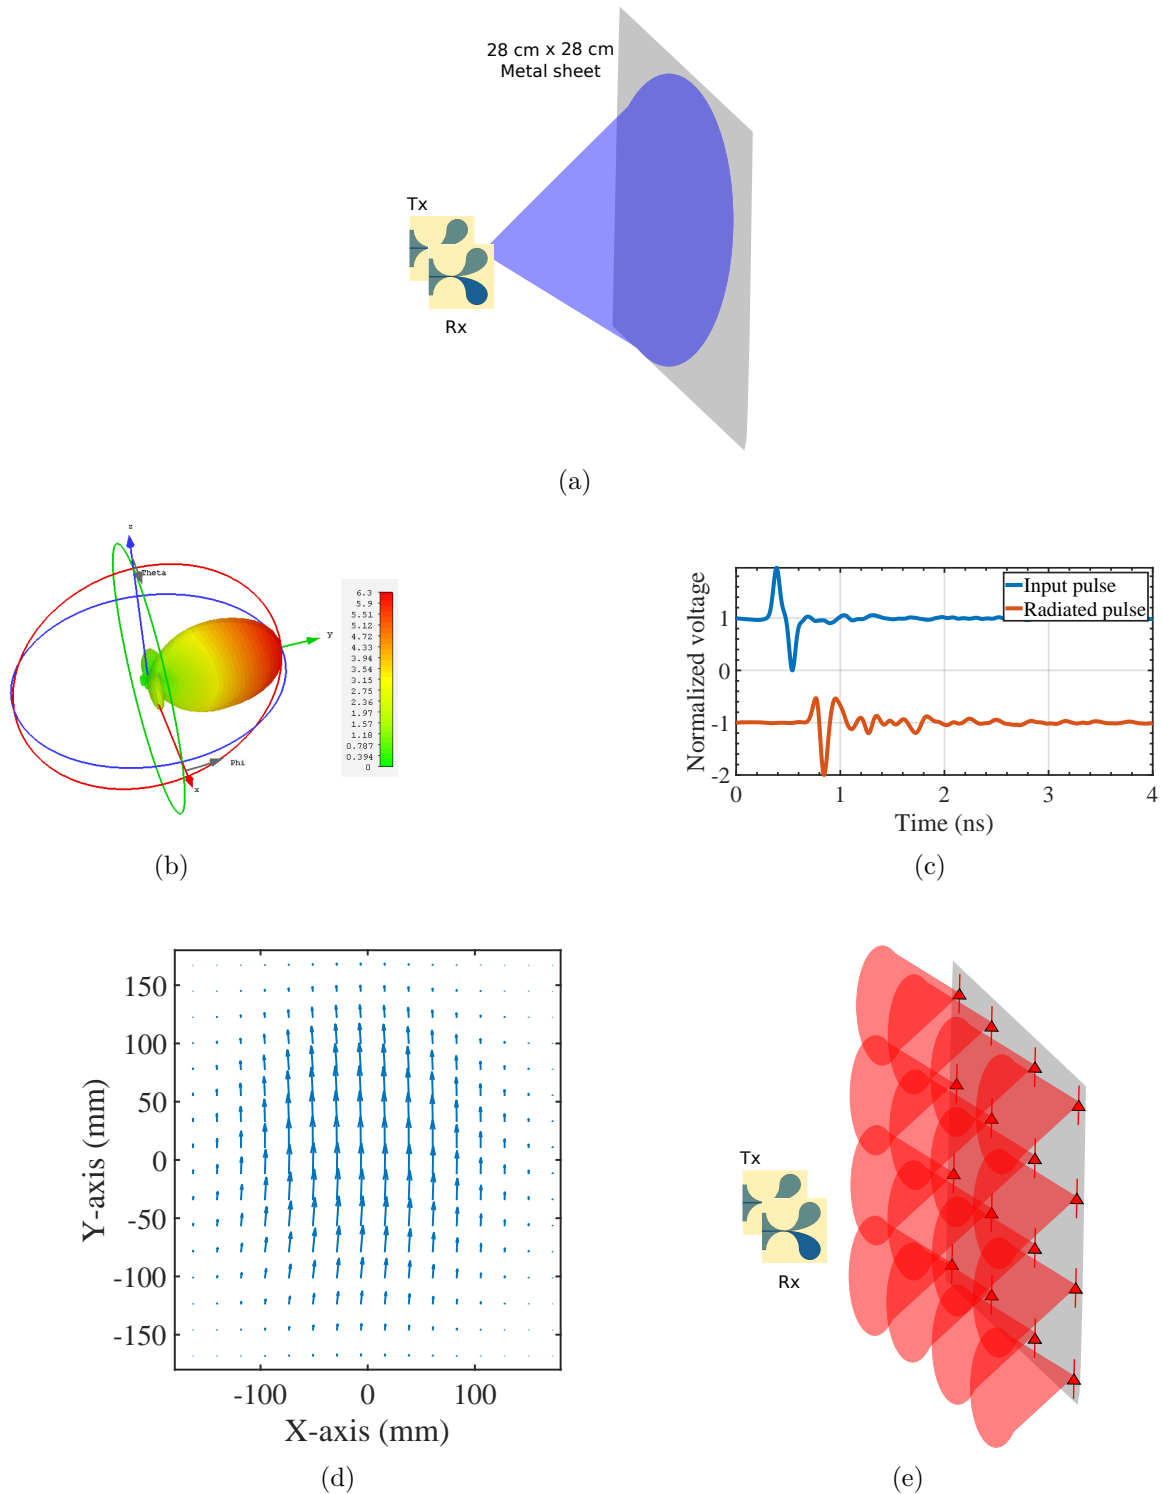 28 cm x 28 cm
Metal sheet
Tx
Rx
(a)
z
Theta
y
Phi
x
6.3
5.9
5.51
5.12
4.72
4.33
3.94
3.54
3.15
2.75
2.36
1.97
1.57
1.18
0.787
0.394
0
(b)
Normalized voltage
1
0
-1
-2
Input pulse
Radiated pulse
0 1 2 3 4
Time (ns)
(c)
Y-axis (mm)
150
100
50
0
-50
-100
-150
-100 0 100
X-axis (mm)
(d)
Tx
Rx
(e)